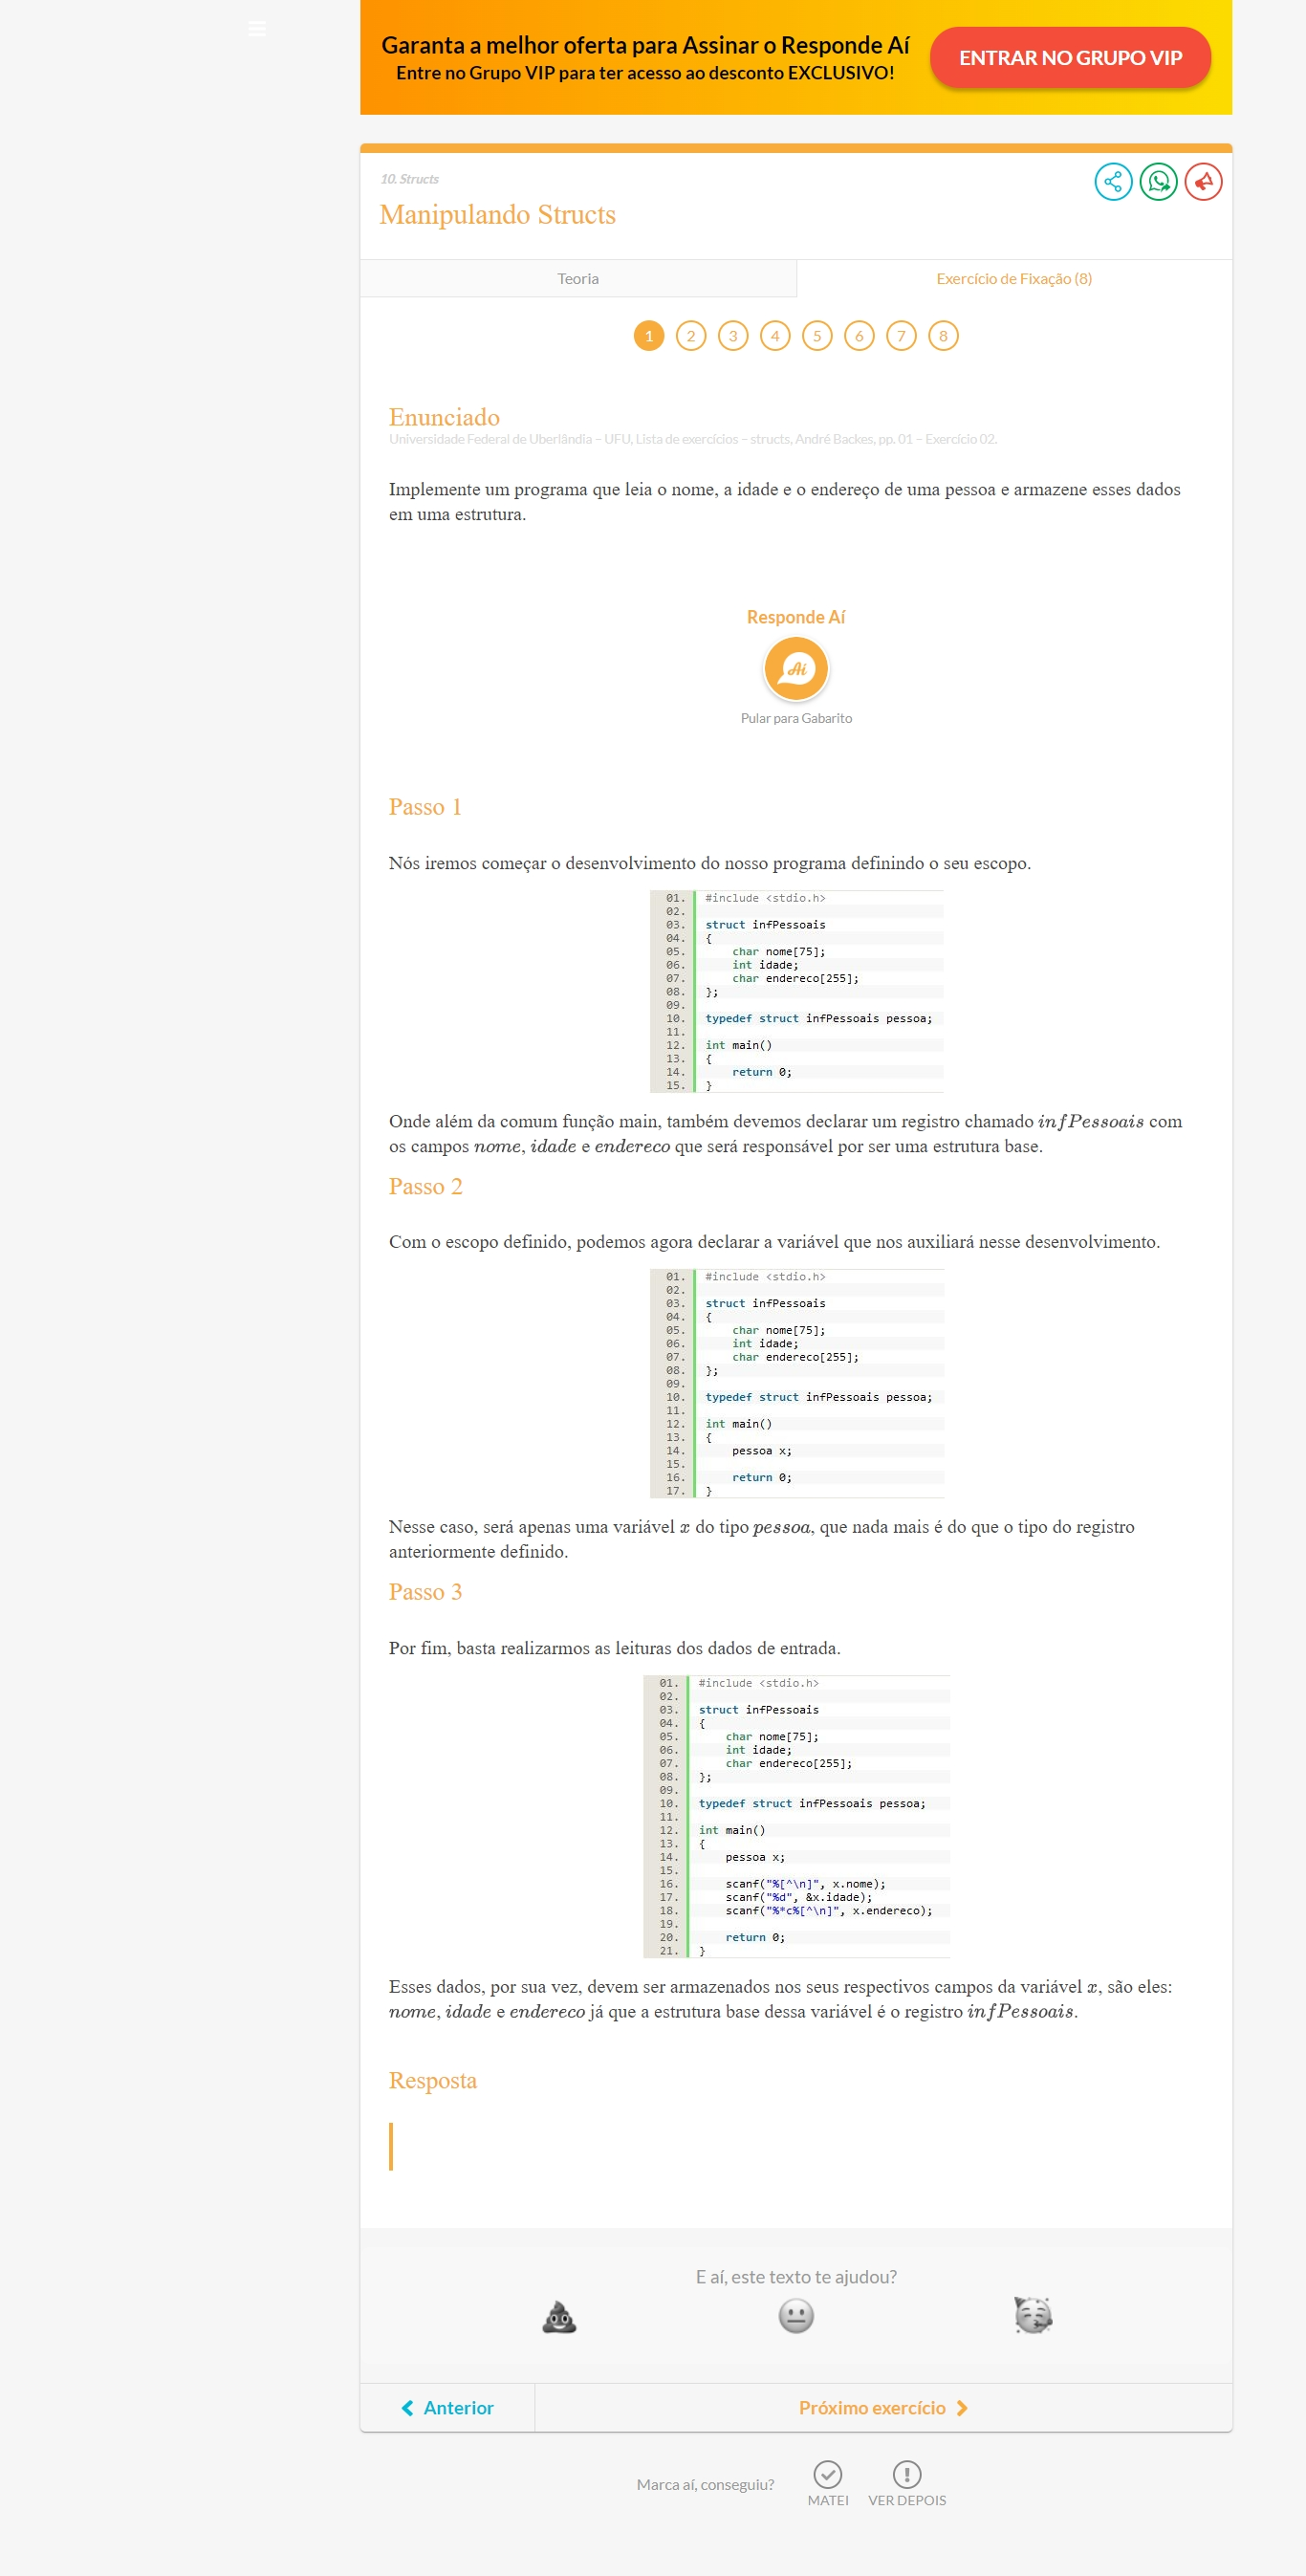 Garanta a melhor oferta para Assinar o Responde Aí
Entre no Grupo VIP para ter acesso ao desconto EXCLUSIVO!
ENTRAR NO GRUPO VIP
10. Structs
Manipulando Structs
Teoria
Exercício de Fixação (8)
1 2 3 4 5 6 7 8
Enunciado
Universidade Federal de Uberlândia – UFU, Lista de exercícios – structs, André Backes, pp. 01 – Exercício 02.
Implemente um programa que leia o nome, a idade e o endereço de uma pessoa e armazene esses dados
em uma estrutura.
Responde Aí
Ai
Pular para Gabarito
Passo 1
Nós iremos começar o desenvolvimento do nosso programa definindo o seu escopo.
01. #include <stdio.h>
02.
03. struct infPessoais
04. {
05.     char nome[75];
06.     int idade;
07.     char endereco[255];
08. };
09.
10. typedef struct infPessoais pessoa;
11.
12. int main()
13. {
14.     return 0;
15. }
Onde além da comum função main, também devemos declarar um registro chamado infPessoais com
os campos nome, idade e endereco que será responsável por ser uma estrutura base.
Passo 2
Com o escopo definido, podemos agora declarar a variável que nos auxiliará nesse desenvolvimento.
01. #include <stdio.h>
02.
03. struct infPessoais
04. {
05.     char nome[75];
06.     int idade;
07.     char endereco[255];
08. };
09.
10. typedef struct infPessoais pessoa;
11.
12. int main()
13. {
14.     pessoa x;
15.
16.     return 0;
17. }
Nesse caso, será apenas uma variável x do tipo pessoa, que nada mais é do que o tipo do registro
anteriormente definido.
Passo 3
Por fim, basta realizarmos as leituras dos dados de entrada.
01. #include <stdio.h>
02.
03. struct infPessoais
04. {
05.     char nome[75];
06.     int idade;
07.     char endereco[255];
08. };
09.
10. typedef struct infPessoais pessoa;
11.
12. int main()
13. {
14.     pessoa x;
15.
16.     scanf("%[^\n]", x.nome);
17.     scanf("%d", &x.idade);
18.     scanf("%*c%[^\n]", x.endereco);
19.
20.     return 0;
21. }
Esses dados, por sua vez, devem ser armazenados nos seus respectivos campos da variável x, são eles:
nome, idade e endereco já que a estrutura base dessa variável é o registro infPessoais.
Resposta
E aí, este texto te ajudou?
Anterior
Próximo exercício
Marca aí, conseguiu?
MATEI
VER DEPOIS